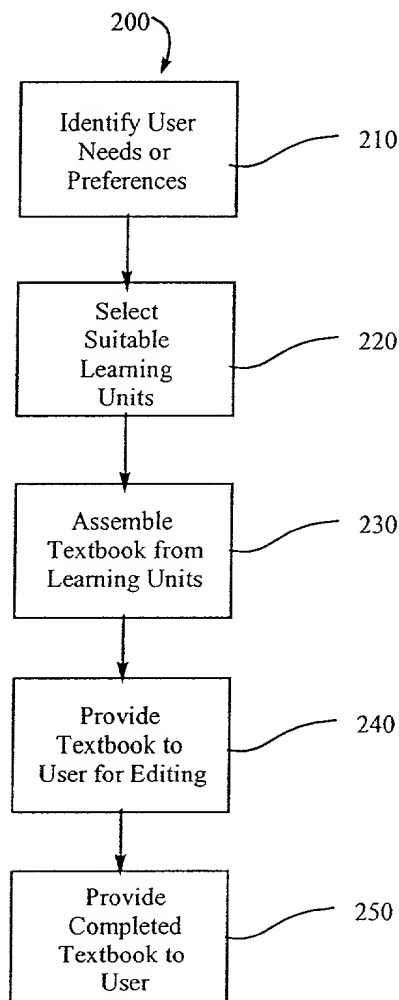 200
Identify User
Needs or
Preferences
210
Select
Suitable
Learning
Units
220
Assemble
Textbook from
Learning Units
230
Provide
Textbook to
User for Editing
240
Provide
Completed
Textbook to
User
250